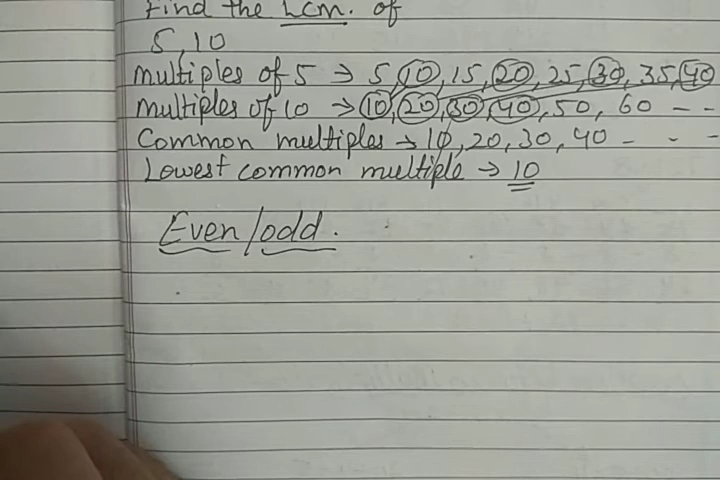 Find the LCM. of
5, 10
multiples of 5 → 5, 10, 15, 20, 25, 30, 35, 40
multiples of 10 → 10, 20, 30, 40, 50, 60 - -
Common multiples → 10, 20, 30, 40 - - -
Lowest common multiple → 10
Even/odd.